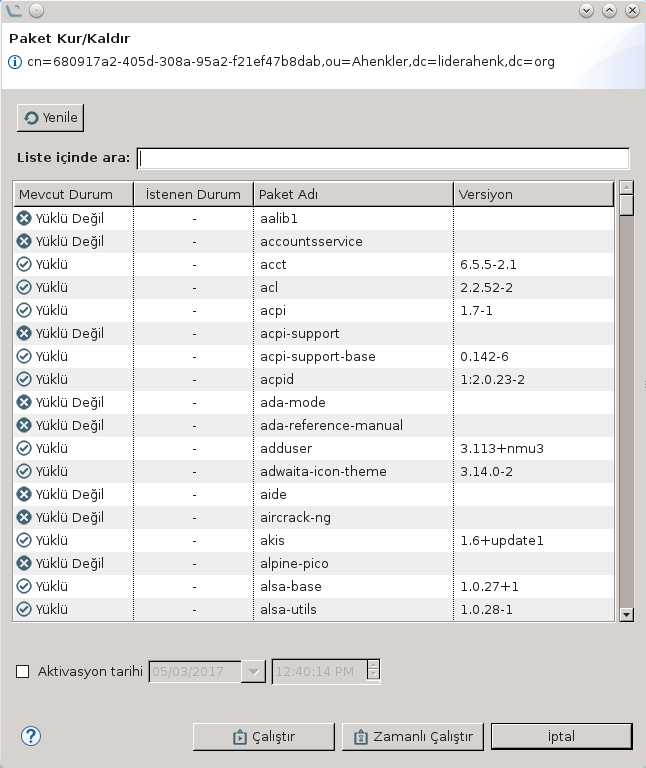 Paket Kur/Kaldır
cn=680917a2-405d-308a-95a2-f21ef47b8dab,ou=Ahenkler,dc=liderahenk,dc=org
Yenile
Liste içinde ara:
Mevcut Durum İstenen Durum Paket Adı Versiyon
Yüklü Değil - aalib1
Yüklü Değil - accountsservice
Yüklü - acct 6.5.5-2.1
Yüklü - acl 2.2.52-2
Yüklü - acpi 1.7-1
Yüklü Değil - acpi-support
Yüklü - acpi-support-base 0.142-6
Yüklü - acpid 1:2.0.23-2
Yüklü Değil - ada-mode
Yüklü Değil - ada-reference-manual
Yüklü - adduser 3.113+nmu3
Yüklü - adwaita-icon-theme 3.14.0-2
Yüklü Değil - aide
Yüklü Değil - aircrack-ng
Yüklü - akis 1.6+update1
Yüklü Değil - alpine-pico
Yüklü - alsa-base 1.0.27+1
Yüklü - alsa-utils 1.0.28-1
Aktivasyon tarihi 05/03/2017 12:40:14 PM
Çalıştır Zamanlı Çalıştır İptal